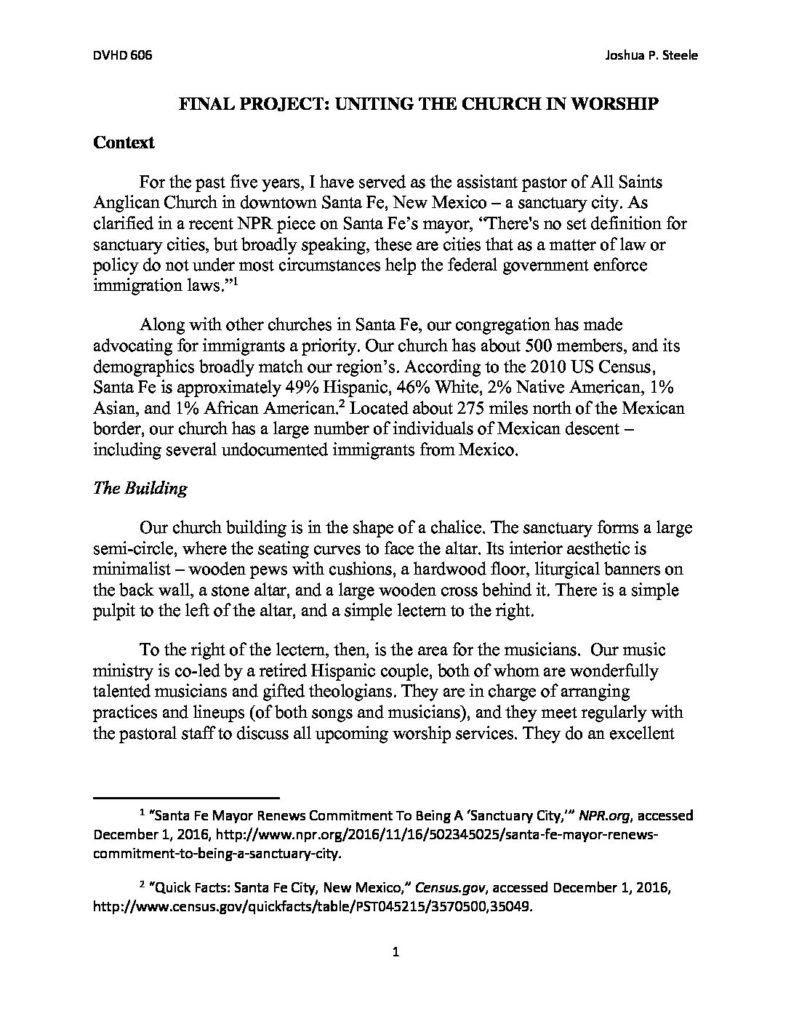 DVHD 606 Joshua P. Steele
FINAL PROJECT: UNITING THE CHURCH IN WORSHIP
Context
For the past five years, I have served as the assistant pastor of All Saints
Anglican Church in downtown Santa Fe, New Mexico – a sanctuary city. As
clarified in a recent NPR piece on Santa Fe’s mayor, “There's no set definition for
sanctuary cities, but broadly speaking, these are cities that as a matter of law or
policy do not under most circumstances help the federal government enforce
immigration laws.”1
Along with other churches in Santa Fe, our congregation has made
advocating for immigrants a priority. Our church has about 500 members, and its
demographics broadly match our region’s. According to the 2010 US Census,
Santa Fe is approximately 49% Hispanic, 46% White, 2% Native American, 1%
Asian, and 1% African American.2 Located about 275 miles north of the Mexican
border, our church has a large number of individuals of Mexican descent –
including several undocumented immigrants from Mexico.
The Building
Our church building is in the shape of a chalice. The sanctuary forms a large
semi-circle, where the seating curves to face the altar. Its interior aesthetic is
minimalist – wooden pews with cushions, a hardwood floor, liturgical banners on
the back wall, a stone altar, and a large wooden cross behind it. There is a simple
pulpit to the left of the altar, and a simple lectern to the right.
To the right of the lectern, then, is the area for the musicians. Our music
ministry is co-led by a retired Hispanic couple, both of whom are wonderfully
talented musicians and gifted theologians. They are in charge of arranging
practices and lineups (of both songs and musicians), and they meet regularly with
the pastoral staff to discuss all upcoming worship services. They do an excellent
1 “Santa Fe Mayor Renews Commitment To Being A ‘Sanctuary City,’” NPR.org, accessed
December 1, 2016, http://www.npr.org/2016/11/16/502345025/santa-fe-mayor-renews-
commitment-to-being-a-sanctuary-city.
2 “Quick Facts: Santa Fe City, New Mexico,” Census.gov, accessed December 1, 2016,
http://www.census.gov/quickfacts/table/PST045215/3570500,35049.
1